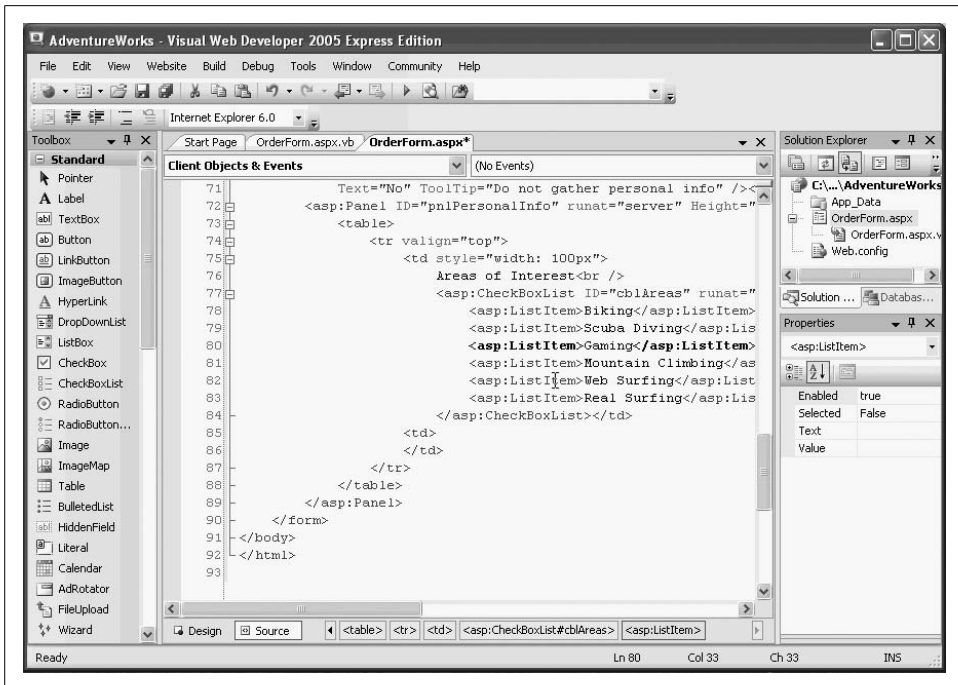 AdventureWorks - Visual Web Developer 2005 Express Edition
File Edit View Website Build Debug Tools Window Community Help
Internet Explorer 6.0
Toolbox
Standard
Pointer
A Label
abl TextBox
ab Button
ab LinkButton
ImageButton
A HyperLink
DropDownList
ListBox
CheckBox
CheckBoxList
RadioButton
RadioButton...
Image
ImageMap
Table
BulletedList
abl HiddenField
Literal
Calendar
AdRotator
FileUpload
Wizard
Start Page OrderForm.aspx.vb OrderForm.aspx*
Client Objects & Events (No Events)
71 Text="No" ToolTip="Do not gather personal info" /><
72 <asp:Panel ID="pnlPersonalInfo" runat="server" Height="
73 <table>
74 <tr valign="top">
75 <td style="width: 100px">
76 Areas of Interest<br />
77 <asp:CheckBoxList ID="cblAreas" runat="
78 <asp:ListItem>Biking</asp:ListItem>
79 <asp:ListItem>Scuba Diving</asp:Lis
80 <asp:ListItem>Gaming</asp:ListItem>
81 <asp:ListItem>Mountain Climbing</as
82 <asp:ListItem>Web Surfing</asp:List
83 <asp:ListItem>Real Surfing</asp:Lis
84 </asp:CheckBoxList></td>
85 <td>
86 </td>
87 </tr>
88 </table>
89 </asp:Panel>
90 </form>
91 </body>
92 </html>
93
Design Source <table> <tr> <td> <asp:CheckBoxList#cblAreas> <asp:ListItem>
Solution Explorer
C:\...\AdventureWorks
App_Data
OrderForm.aspx
OrderForm.aspx.v
Web.config
Solution ... Databas...
Properties
<asp:ListItem>
Enabled true
Selected False
Text
Value
Ready Ln 80 Col 33 Ch 33 INS